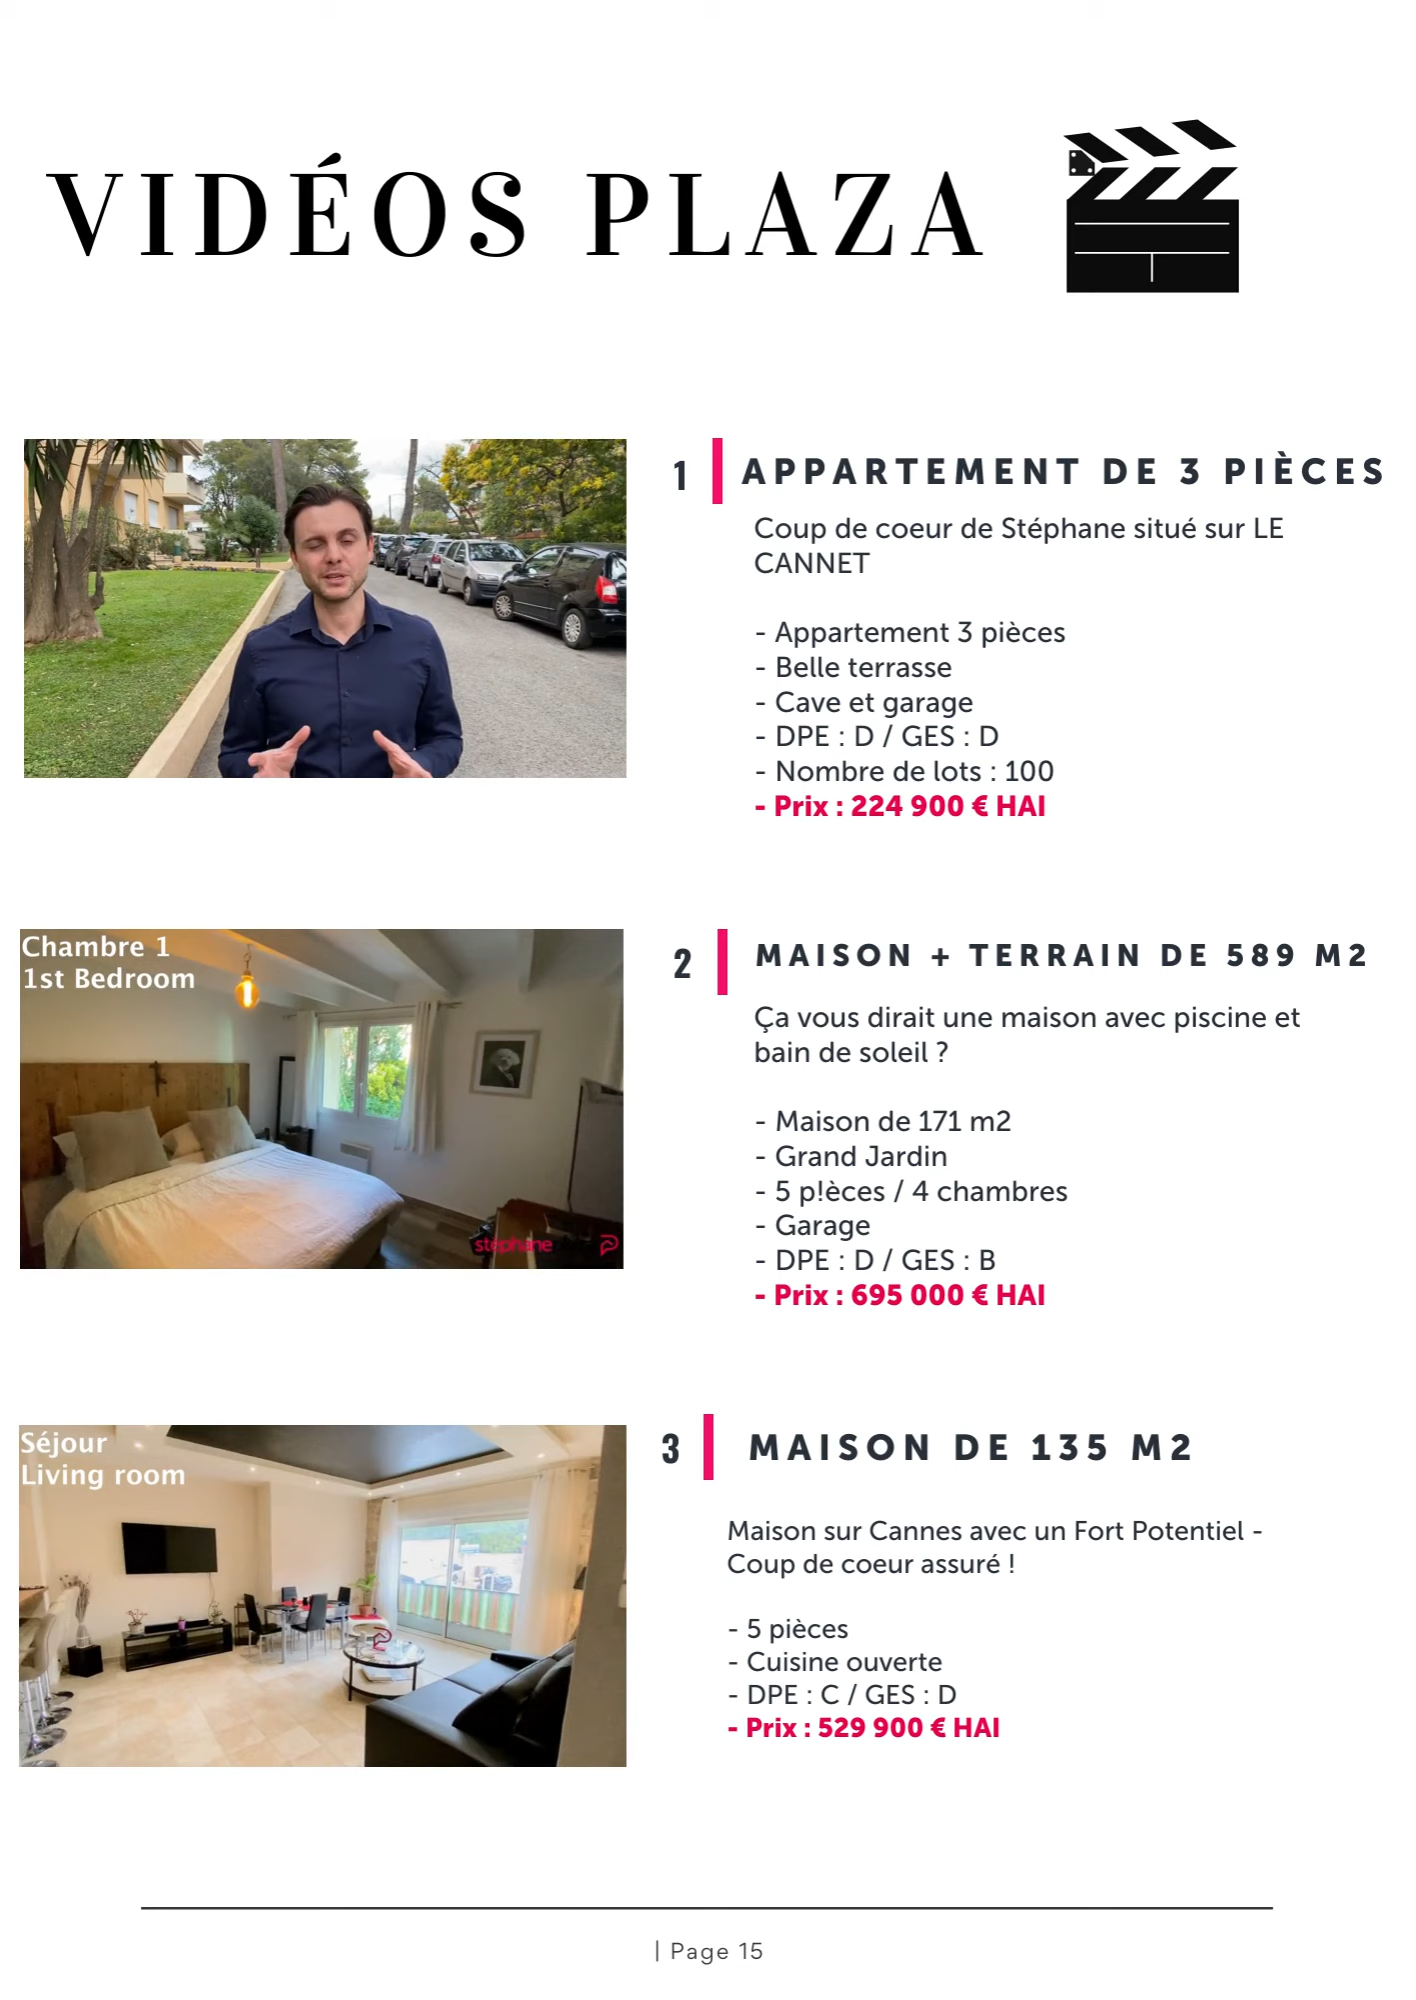 VIDÉOS PLAZA
1
APPARTEMENT DE 3 PIÈCES
Coup de coeur de Stéphane situé sur LE
CANNET
- Appartement 3 pièces
- Belle terrasse
- Cave et garage
- DPE : D / GES : D
- Nombre de lots : 100
- Prix : 224 900 € HAI
Chambre 1
1st Bedroom
stéphane
2
MAISON + TERRAIN DE 589 M2
Ça vous dirait une maison avec piscine et
bain de soleil ?
- Maison de 171 m2
- Grand Jardin
- 5 p!èces / 4 chambres
- Garage
- DPE : D / GES : B
- Prix : 695 000 € HAI
Séjour
Living room
3
MAISON DE 135 M2
Maison sur Cannes avec un Fort Potentiel -
Coup de coeur assuré !
- 5 pièces
- Cuisine ouverte
- DPE : C / GES : D
- Prix : 529 900 € HAI
| Page 15